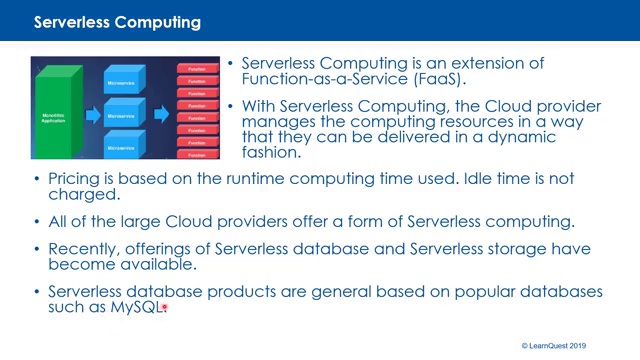 Serverless Computing
Monolithic
Application
Microservice
Microservice
Microservice
Function
Function
Function
Function
Function
Function
Function
Function
• Serverless Computing is an extension of
Function-as-a-Service (FaaS).
• With Serverless Computing, the Cloud provider
manages the computing resources in a way
that they can be delivered in a dynamic
fashion.
• Pricing is based on the runtime computing time used. Idle time is not
charged.
• All of the large Cloud providers offer a form of Serverless computing.
• Recently, offerings of Serverless database and Serverless storage have
become available.
• Serverless database products are general based on popular databases
such as MySQL.
© LearnQuest 2019